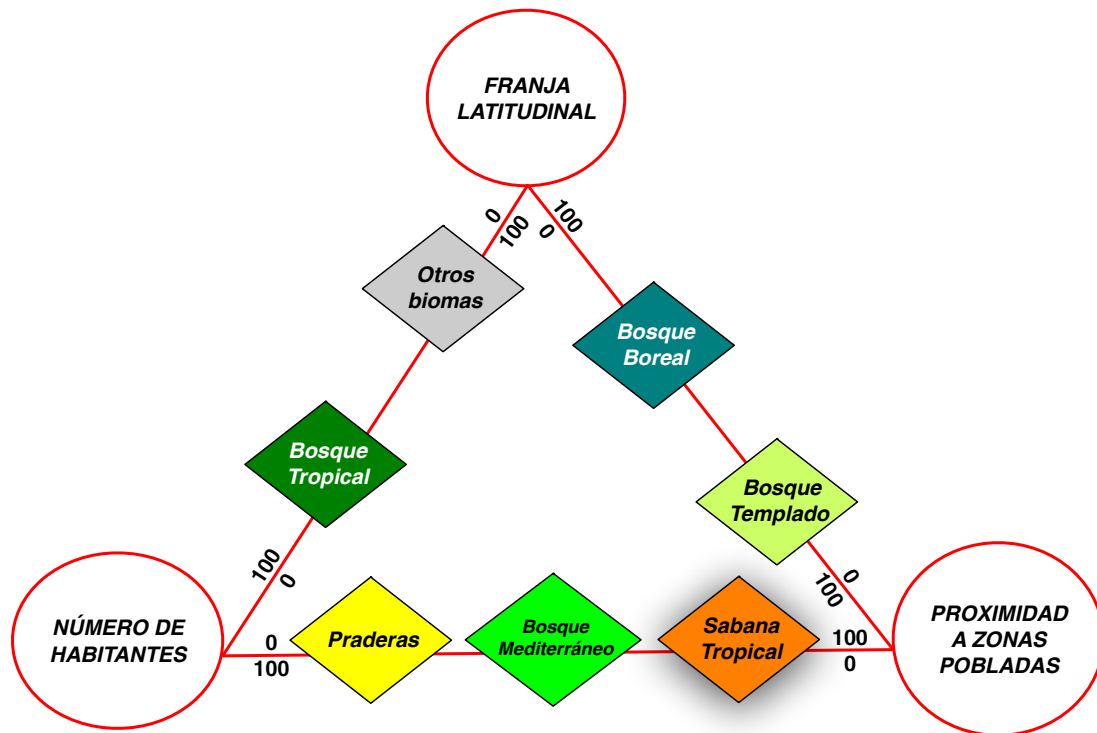 FRANJA
LATITUDINAL
0
100
100
0
Otros
biomas
Bosque
Boreal
Bosque
Tropical
Bosque
Templado
100
0
0
100
NÚMERO DE
HABITANTES
0
100
Praderas
Bosque
Mediterráneo
Sabana
Tropical
100
0
PROXIMIDAD
A ZONAS
POBLADAS